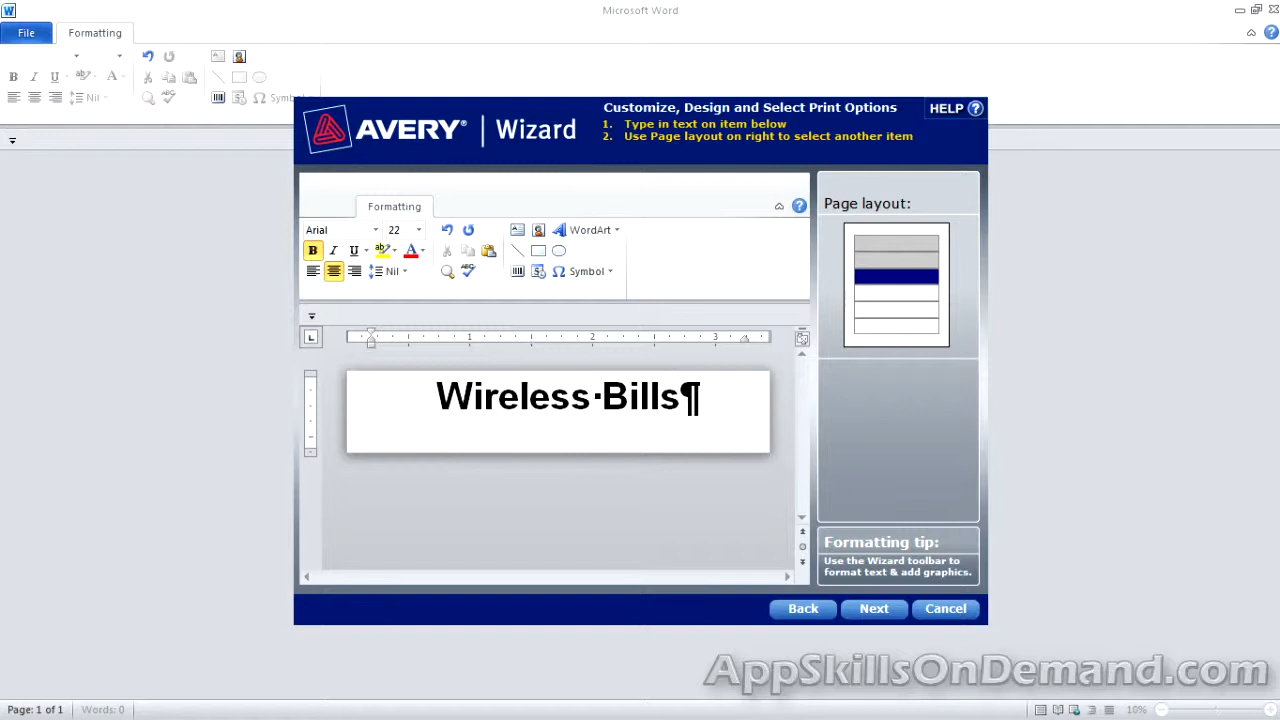 Microsoft Word
File
Formatting
Nil
Symbol
AVERY® | Wizard
Customize, Design and Select Print Options
1. Type in text on item below
2. Use Page layout on right to select another item
HELP ?
Formatting
Arial
22
WordArt
Nil
Symbol
Page layout:
1 2 3
Wireless·Bills¶
Formatting tip:
Use the Wizard toolbar to
format text & add graphics.
Back
Next
Cancel
AppSkillsOnDemand.com
Page: 1 of 1
Words: 0
10%